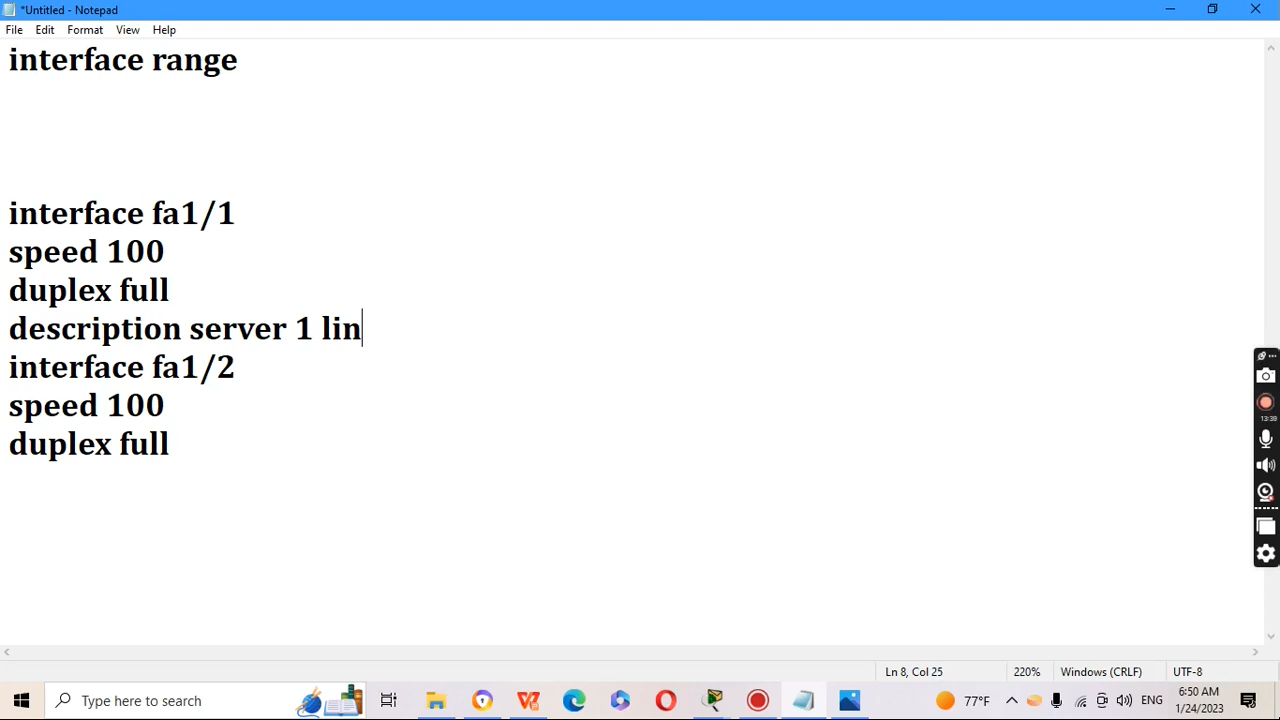 *Untitled - Notepad
File Edit Format View Help
interface range
interface fa1/1
speed 100
duplex full
description server 1 lin
interface fa1/2
speed 100
duplex full
13:39
Ln 8, Col 25 220% Windows (CRLF) UTF-8
Type here to search 77°F ENG 6:50 AM
1/24/2023